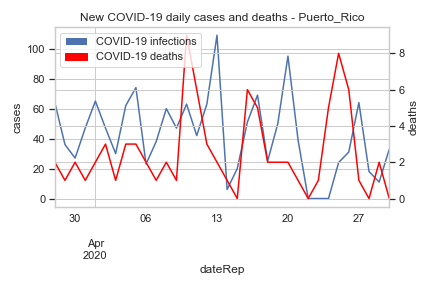 New COVID-19 daily cases and deaths - Puerto_Rico
COVID-19 infections
COVID-19 deaths
100
80
60
40
20
0
cases
8
6
4
2
0
deaths
30
06
13
20
27
Apr
2020
dateRep